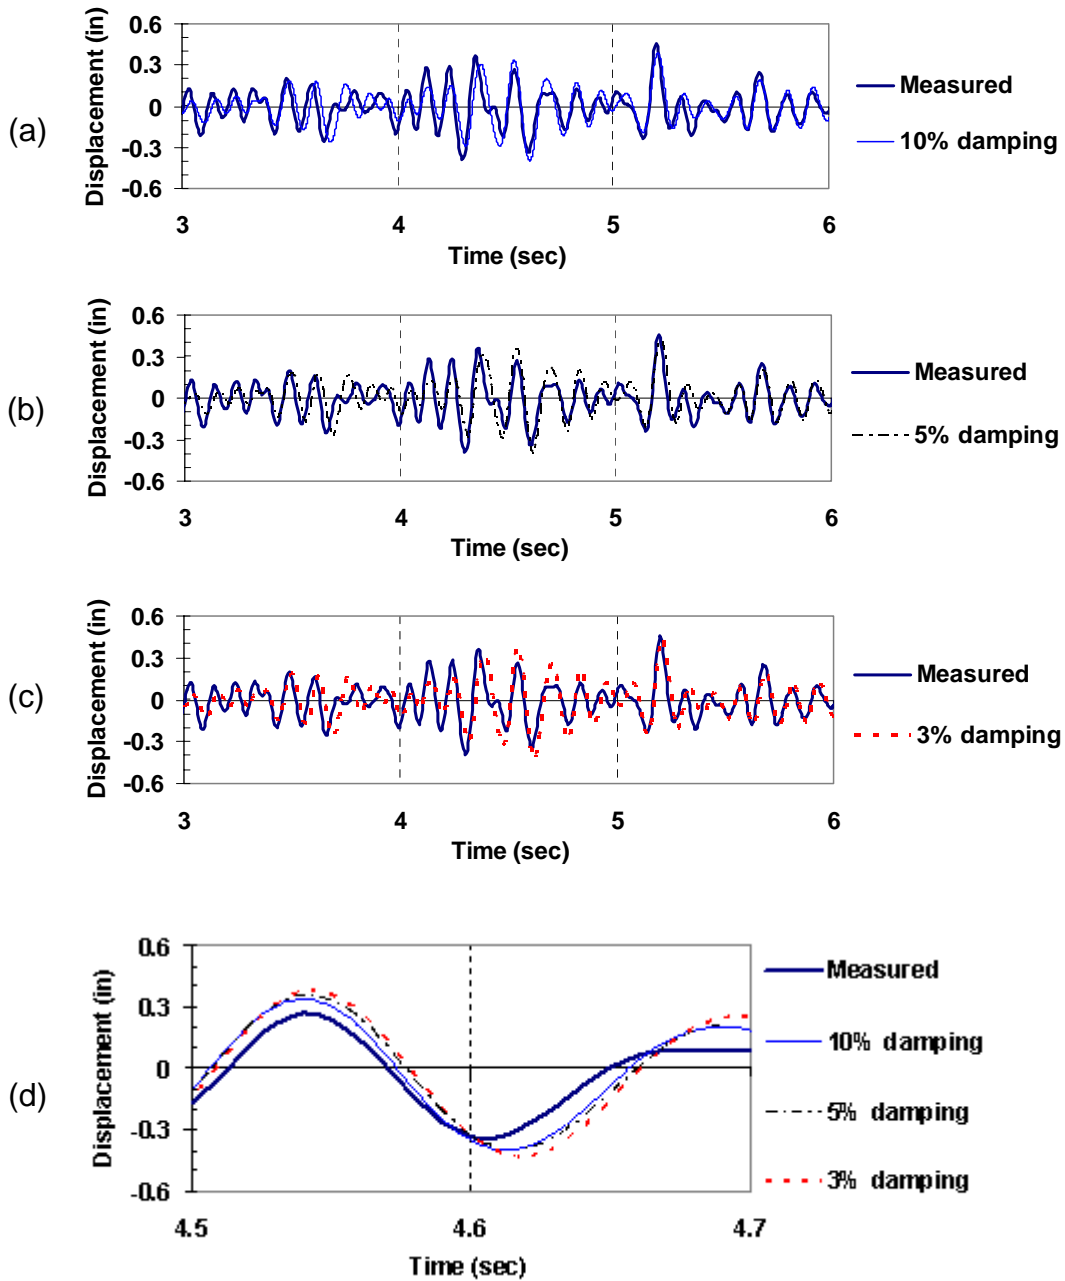 (a)
Displacement (in)
0.6
0.3
0
-0.3
-0.6
3
4
5
6
Time (sec)
Measured
10% damping
(b)
Displacement (in)
0.6
0.3
0
-0.3
-0.6
3
4
5
6
Time (sec)
Measured
5% damping
(c)
Displacement (in)
0.6
0.3
0
-0.3
-0.6
3
4
5
6
Time (sec)
Measured
3% damping
(d)
Displacement (in)
0.6
0.3
0
-0.3
-0.6
4.5
4.6
4.7
Time (sec)
Measured
10% damping
5% damping
3% damping